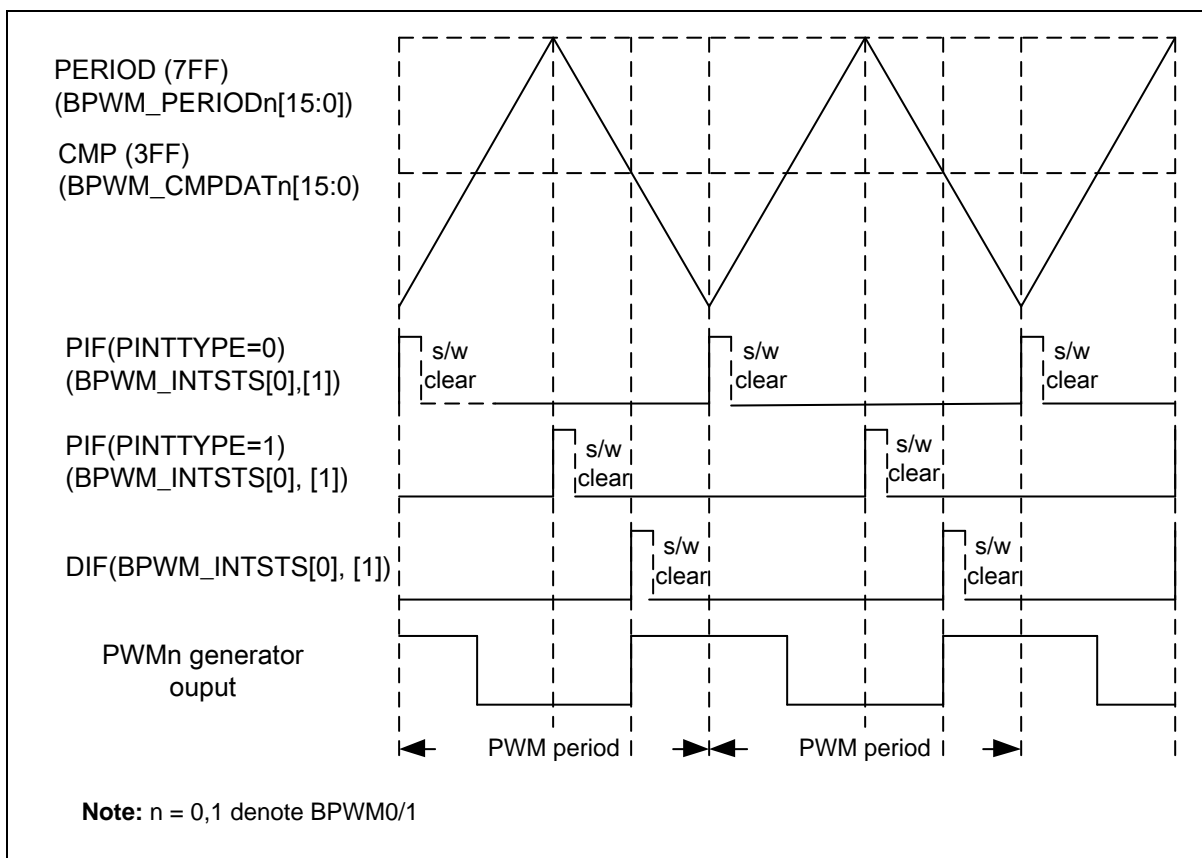 PERIOD (7FF)
(BPWM_PERIODn[15:0])
CMP (3FF)
(BPWM_CMPDATn[15:0)
PIF(PINTTYPE=0)
(BPWM_INTSTS[0],[1])
s/w
clear
s/w
clear
s/w
clear
PIF(PINTTYPE=1)
(BPWM_INTSTS[0], [1])
s/w
clear
s/w
clear
DIF(BPWM_INTSTS[0], [1])
s/w
clear
s/w
clear
PWMn generator
ouput
PWM period
PWM period
Note: n = 0,1 denote BPWM0/1